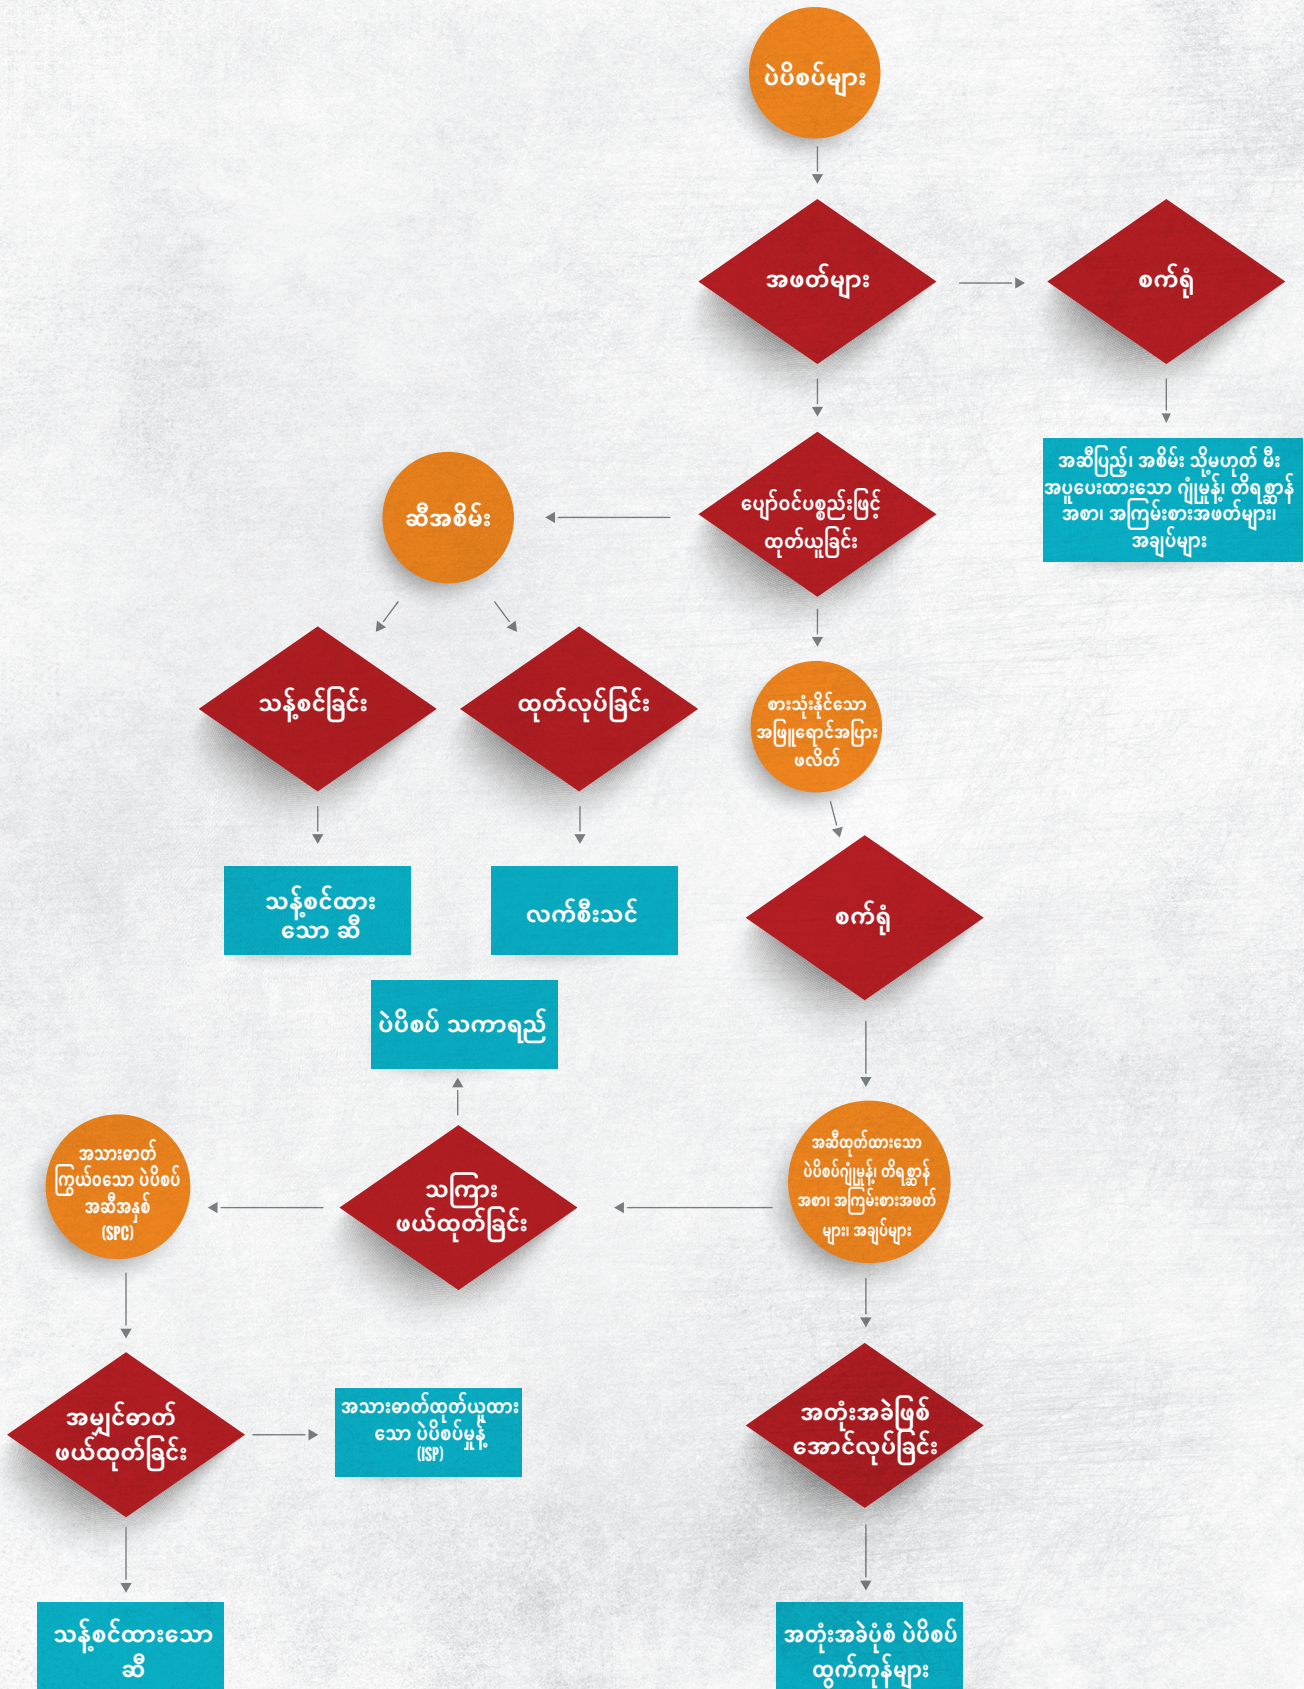 ပဲပိစပ်များ
အဖတ်များ
စက်ရုံ
အဆီပြည့်၊ အစိမ်း သို့မဟုတ် မီး
အပူပေးထားသော ဂျုံမှုန့်၊ တိရစ္ဆာန်
အစာ၊ အကြမ်းစားအဖတ်များ၊
အချပ်များ
ပျော်ဝင်ပစ္စည်းဖြင့်
ထုတ်ယူခြင်း
ဆီအစိမ်း
သန့်စင်ခြင်း
ထုတ်လုပ်ခြင်း
စားသုံးနိုင်သော
အဖြူရောင်အပြား
ဖလိတ်
သန့်စင်ထား
သော ဆီ
လက်စီးသင်
စက်ရုံ
ပဲပိစပ် သကာရည်
အသားဓာတ်
ကြွယ်ဝသော ပဲပိစပ်
အဆီအနှစ်
(SPC)
သကြား
ဖယ်ထုတ်ခြင်း
အဆီထုတ်ထားသော
ပဲပိစပ်ဂျုံမှုန့်၊ တိရစ္ဆာန်
အစာ၊ အကြမ်းစားအဖတ်
များ၊ အချပ်များ
အမျှင်ဓာတ်
ဖယ်ထုတ်ခြင်း
အသားဓာတ်ထုတ်ယူထား
သော ပဲပိစပ်မှုန့်
(ISP)
အတုံးအခဲဖြစ်
အောင်လုပ်ခြင်း
သန့်စင်ထားသော
ဆီ
အတုံးအခဲပုံစံ ပဲပိစပ်
ထွက်ကုန်များ